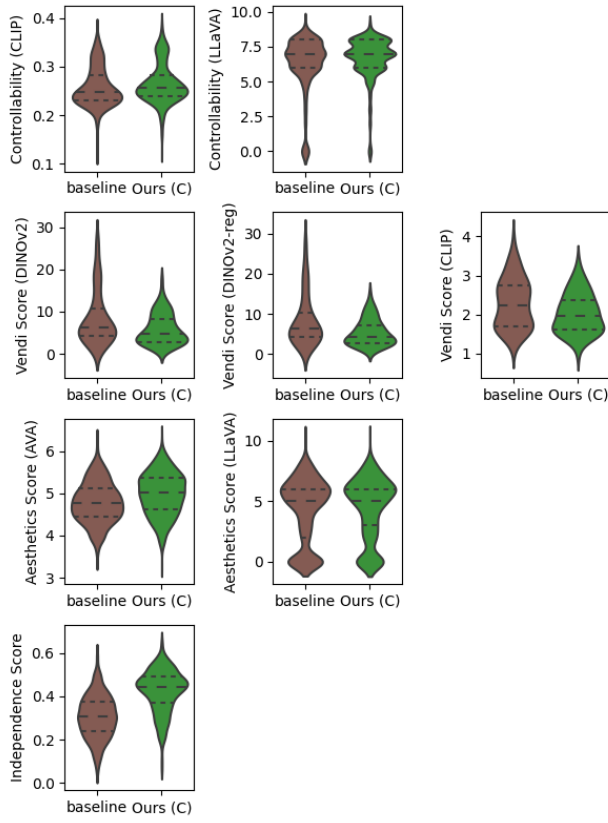 Controllability (CLIP)
0.4
0.3
0.2
0.1
baseline Ours (C)
Controllability (LLaVA)
10.0
7.5
5.0
2.5
0.0
baseline Ours (C)
Vendi Score (DINOv2)
30
20
10
0
baseline Ours (C)
Vendi Score (DINOv2-reg)
30
20
10
0
baseline Ours (C)
Vendi Score (CLIP)
4
3
2
1
baseline Ours (C)
Aesthetics Score (AVA)
6
5
4
3
baseline Ours (C)
Aesthetics Score (LLaVA)
10
5
0
baseline Ours (C)
Independence Score
0.6
0.4
0.2
0.0
baseline Ours (C)